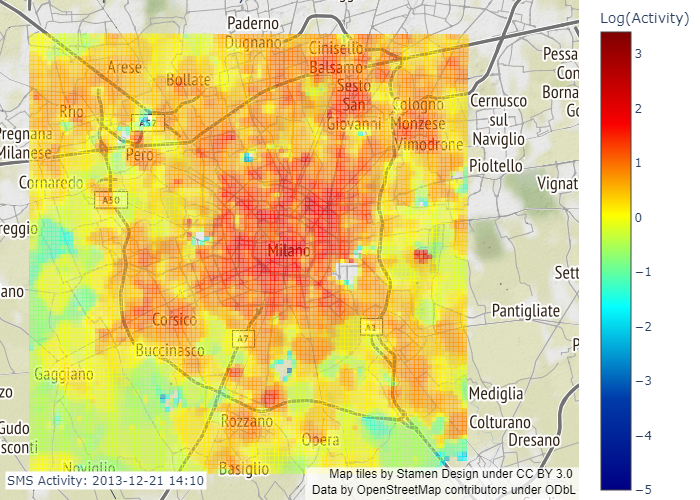 Paderno
Dugnano
Cinisello
Balsamo
Log(Activity)
Arese
Bollate
Sesto
San
Giovanni
Pessa
Con
Borna
Go
Rho
A52
Cologno
Monzese
Cernusco
sul
Naviglio
Pregnana
Milanese
Pero
Vimodrone
Pioltello
Cornaredo
A50
Vignat
reggio
Milano
Sett
ano
Pantigliate
Corsico
A7
A1
Buccinasco
P
Gaggiano
zo
Mediglia
Rozzano
Colturano
Gudo
sconti
Opera
Dresano
Noviglio
Basiglio
SMS Activity: 2013-12-21 14:10
Map tiles by Stamen Design under CC BY 3.0
Data by OpenStreetMap contributors under ODbL
3
2
1
0
−1
−2
−3
−4
−5